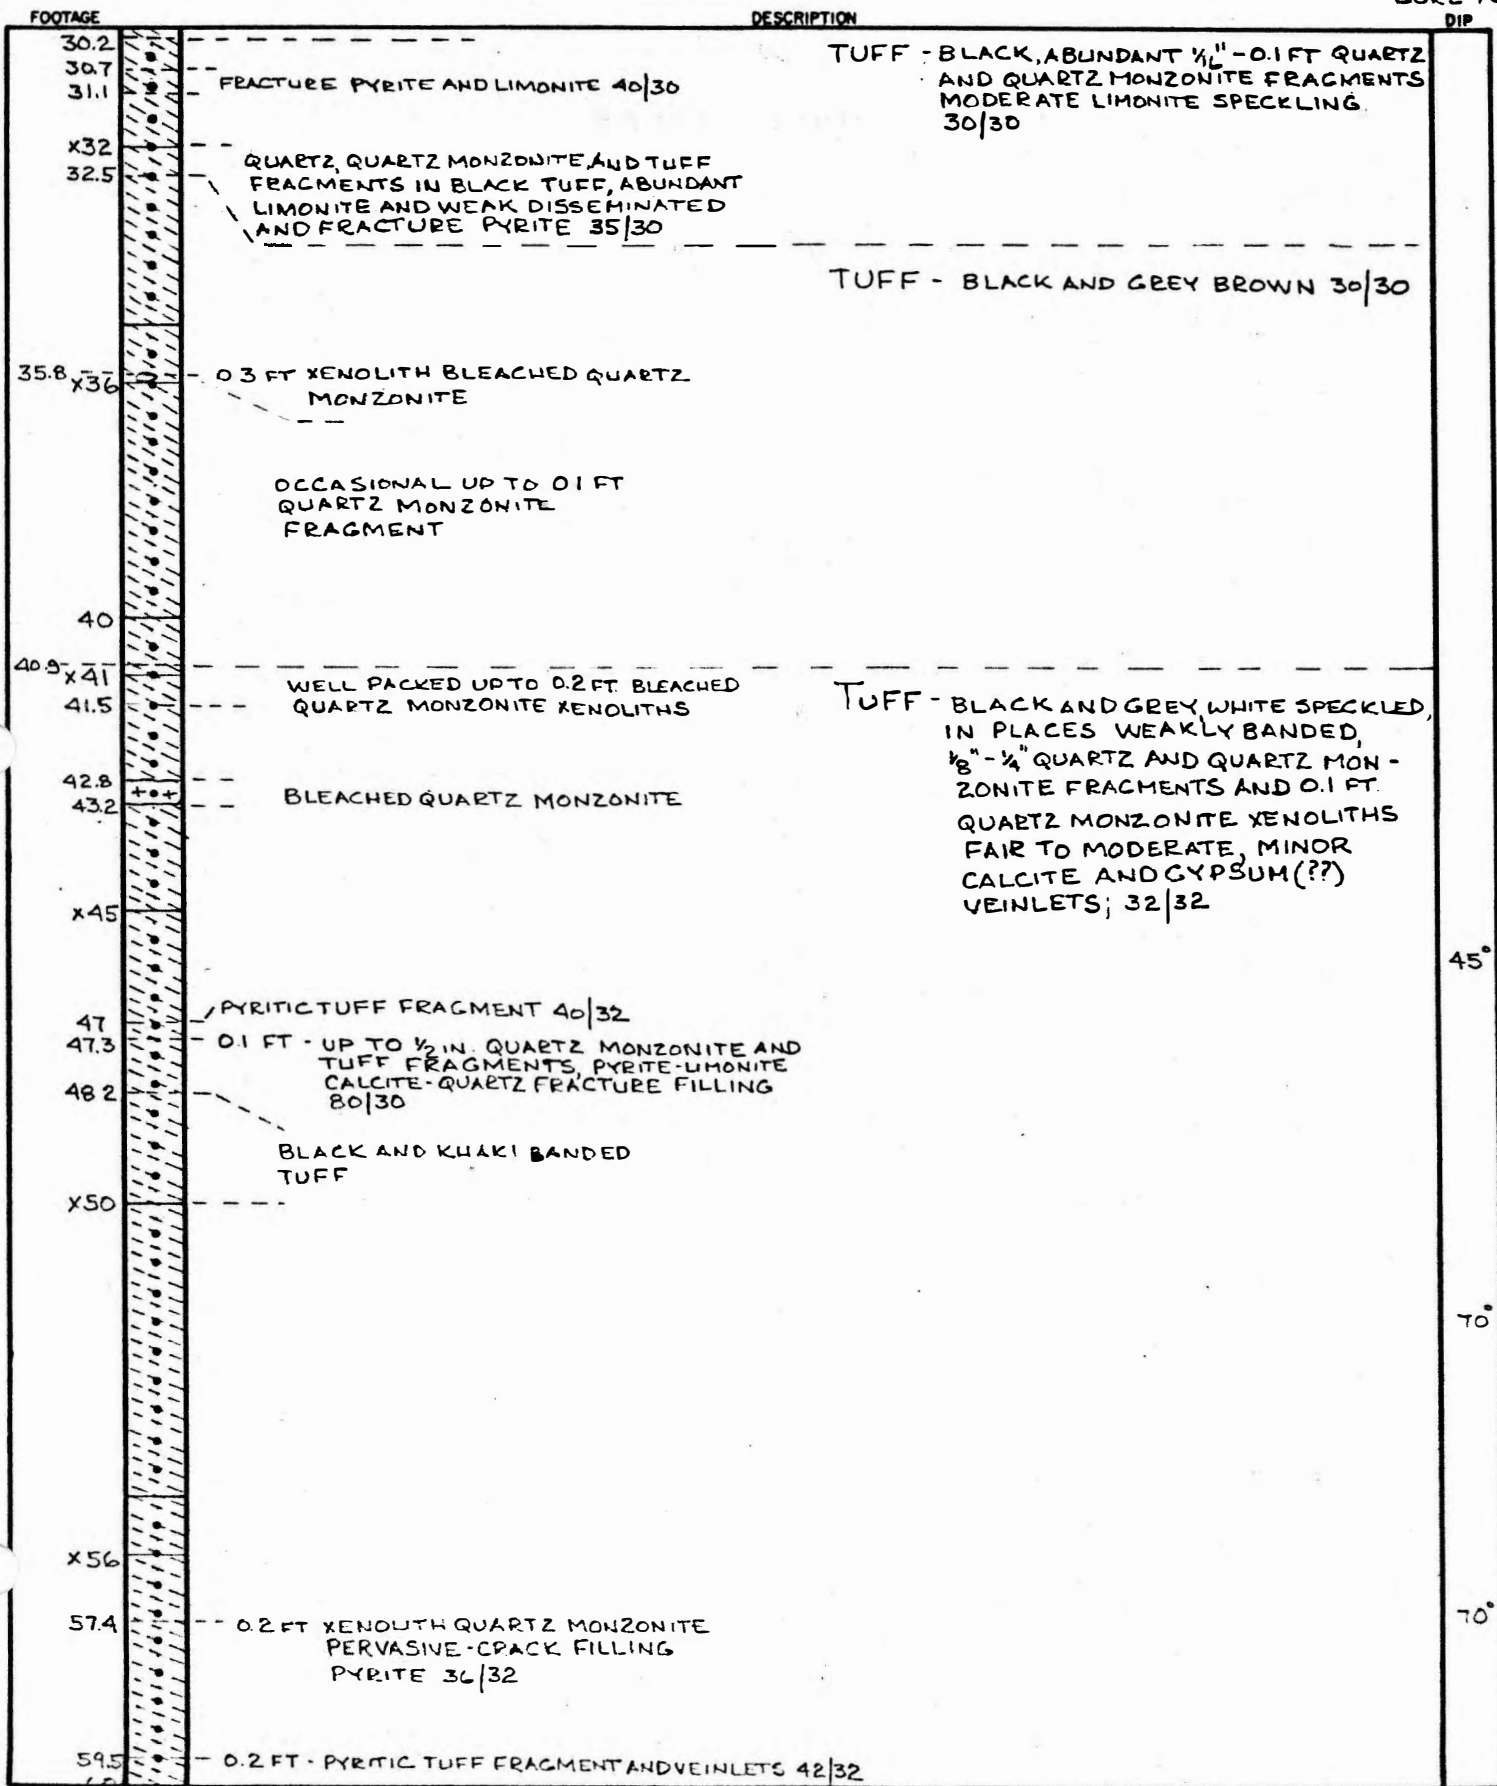 FOOTAGE
DESCRIPTION
DIP
30.2
30.7
31.1
FRACTURE PYRITE AND LIMONITE 40/30
TUFF - BLACK, ABUNDANT 1/16" - 0.1 FT QUARTZ
AND QUARTZ MONZONITE FRAGMENTS
MODERATE LIMONITE SPECKLING.
30/30
X32
32.5
QUARTZ, QUARTZ MONZONITE, AND TUFF
FRAGMENTS IN BLACK TUFF, ABUNDANT
LIMONITE AND WEAK DISSEMINATED
AND FRACTURE PYRITE 35/30
TUFF - BLACK AND GREY BROWN 30/30
35.8
X36
0.3 FT XENOLITH BLEACHED QUARTZ
MONZONITE
OCCASIONAL UP TO 0.1 FT
QUARTZ MONZONITE
FRAGMENT
40
40.9
X41
41.5
WELL PACKED UP TO 0.2 FT. BLEACHED
QUARTZ MONZONITE XENOLITHS
TUFF - BLACK AND GREY, WHITE SPECKLED,
IN PLACES WEAKLY BANDED,
1/8" - 1/4" QUARTZ AND QUARTZ MON-
ZONITE FRAGMENTS AND 0.1 FT.
QUARTZ MONZONITE XENOLITHS
FAIR TO MODERATE, MINOR
CALCITE AND GYPSUM (??)
VEINLETS; 32/32
42.8
43.2
BLEACHED QUARTZ MONZONITE
X45
45°
47
PYRITIC TUFF FRAGMENT 40/32
47.3
0.1 FT - UP TO 1/2 IN. QUARTZ MONZONITE AND
TUFF FRAGMENTS, PYRITE-LIMONITE
CALCITE-QUARTZ FRACTURE FILLING
80/30
48.2
BLACK AND KHAKI BANDED
TUFF
X50
70°
X56
57.4
0.2 FT XENOLITH QUARTZ MONZONITE
PERVASIVE-CRACK FILLING
PYRITE 36/32
70°
59.5
0.2 FT - PYRITIC TUFF FRAGMENT AND VEINLETS 42/32